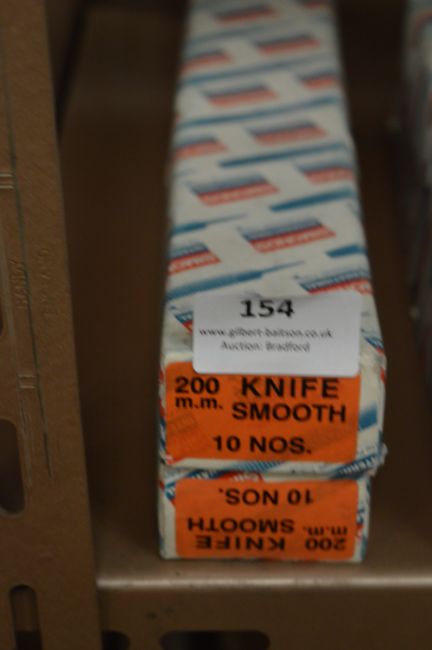 154
www.gilbert-baitson.co.uk
Auction: Bradford
200 KNIFE
m.m. SMOOTH
10 NOS.
200 KNIFE
m.m. SMOOTH
10 NOS.